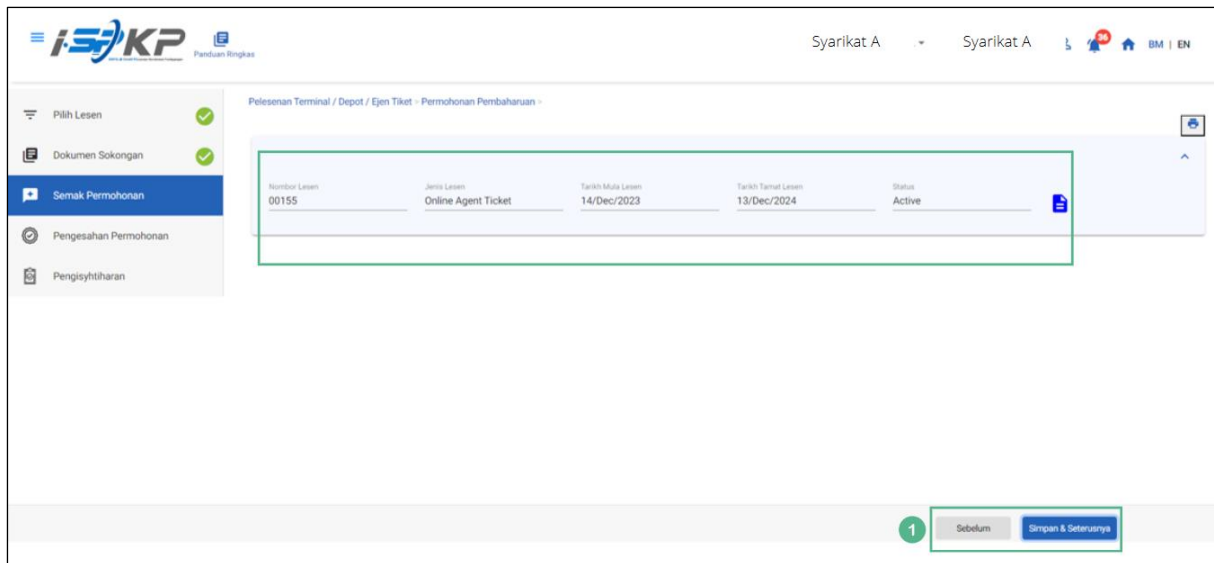 i-SPKP
Panduan Ringkas
Syarikat A
Syarikat A
36
BM | EN
Pelesenan Terminal / Depot / Ejen Tiket > Permohonan Pembaharuan >
Pilih Lesen
Dokumen Sokongan
Semak Permohonan
Pengesahan Permohonan
Pengisytiharan
Nombor Lesen Jenis Lesen Tarikh Mula Lesen Tarikh Tamat Lesen Status
00155 Online Agent Ticket 14/Dec/2023 13/Dec/2024 Active
1 Sebelum Simpan & Seterusnya